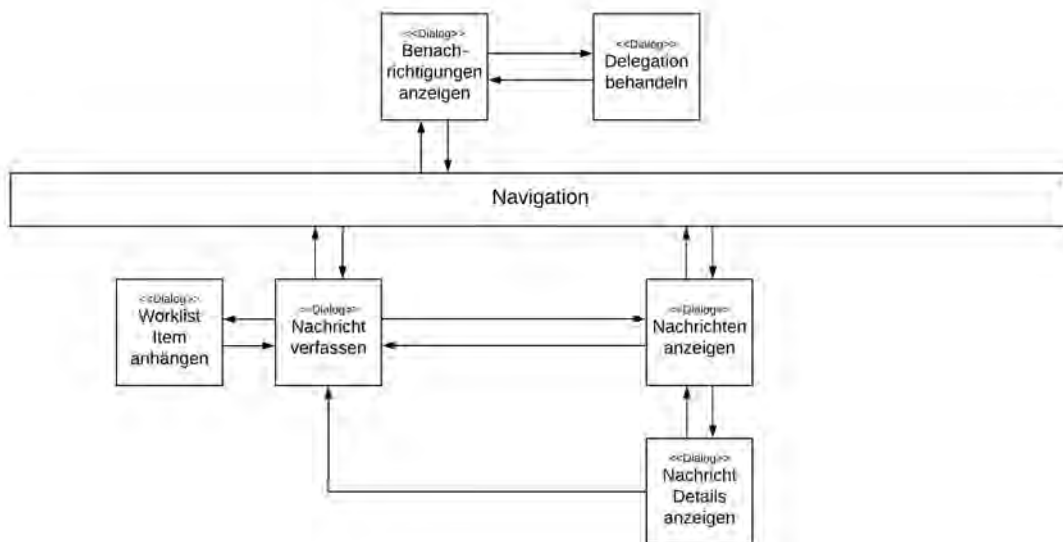 <<Dialog>>
Benach-
richtigungen
anzeigen
<<Dialog>>
Delegation
behandeln
Navigation
<<Dialog>>
Worklist
Item
anhängen
<<Dialog>>
Nachricht
verfassen
<<Dialog>>
Nachrichten
anzeigen
<<Dialog>>
Nachricht
Details
anzeigen